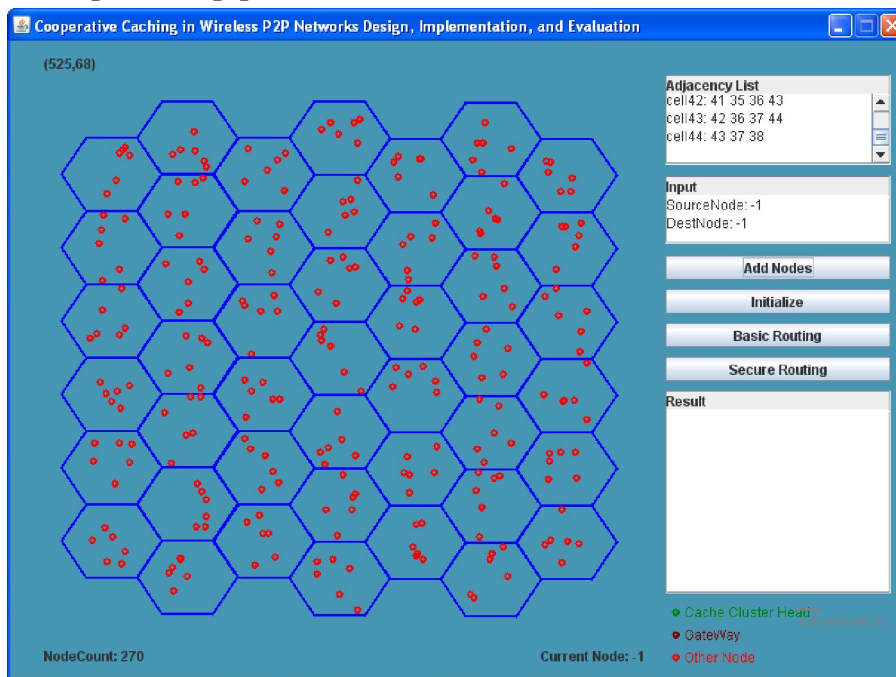 Cooperative Caching in Wireless P2P Networks Design, Implementation, and Evaluation
(525,68)
Adjacency List
cell42: 41 35 36 43
cell43: 42 36 37 44
cell44: 43 37 38
Input
SourceNode: -1
DestNode: -1
Add Nodes
Initialize
Basic Routing
Secure Routing
Result
Cache Cluster Head
GateWay
Other Node
NodeCount: 270
Current Node: -1